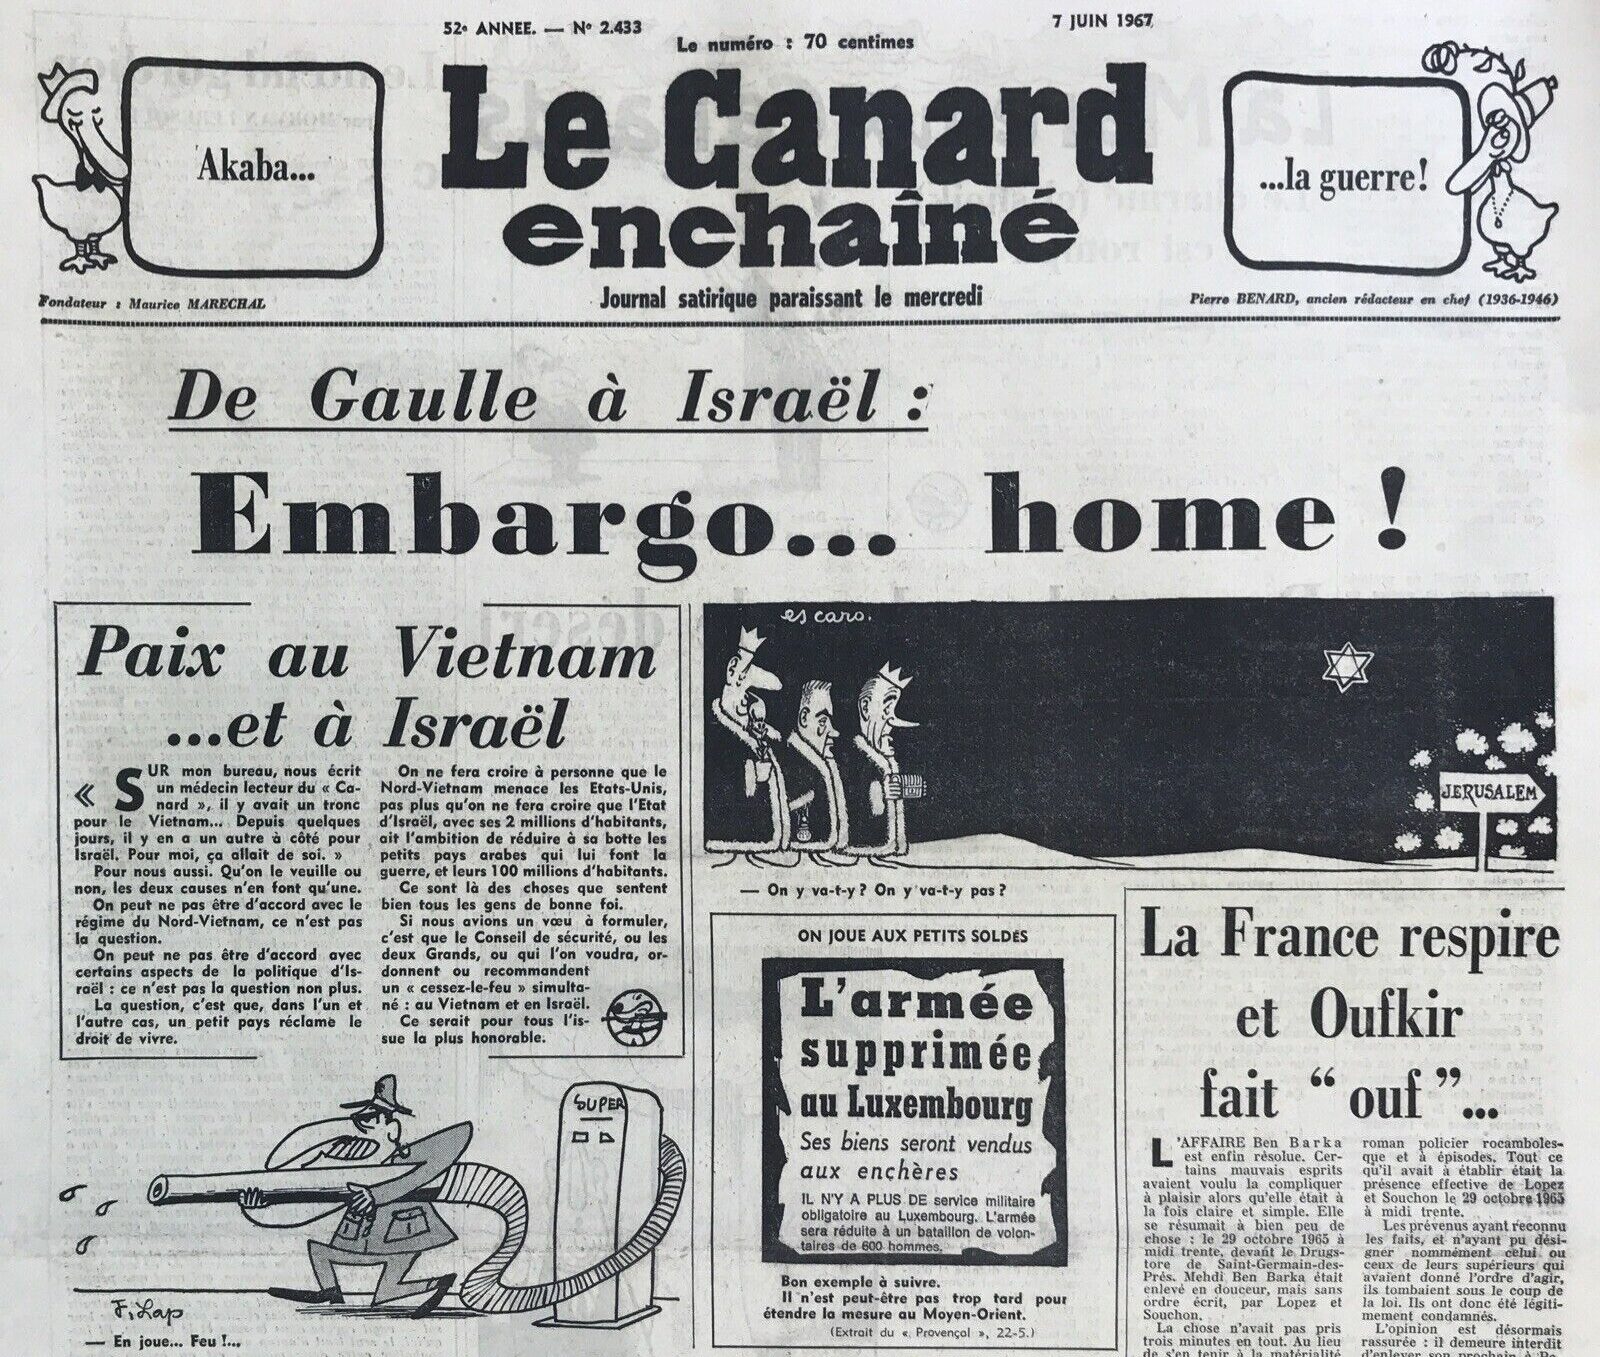 52e ANNEE. — No 2.433
7 JUIN 1967
Le numéro : 70 centimes
Akaba...
Le Canard
enchaîné
...la guerre!
Fondateur : Maurice MARECHAL
Journal satirique paraissant le mercredi
Pierre BENARD, ancien rédacteur en chef (1936-1946)
De Gaulle à Israël :
Embargo... home !
Paix au Vietnam
...et à Israël
« SUR mon bureau, nous écrit
un médecin lecteur du « Ca-
nard », il y avait un tronc
pour le Vietnam... Depuis quelques
jours, il y en a un autre à côté pour
Israël. Pour moi, ça allait de soi. »
Pour nous aussi. Qu'on le veuille ou
non, les deux causes n'en font qu'une.
On peut ne pas être d'accord avec le
régime du Nord-Vietnam, ce n'est pas
la question.
On peut ne pas être d'accord avec
certains aspects de la politique d'Is-
raël : ce n'est pas la question non plus.
La question, c'est que, dans l'un et
l'autre cas, un petit pays réclame le
droit de vivre.
On ne fera croire à personne que le
Nord-Vietnam menace les Etats-Unis,
pas plus qu'on ne fera croire que l'Etat
d'Israël, avec ses 2 millions d'habitants,
ait l'ambition de réduire à sa botte les
petits pays arabes qui lui font la
guerre, et leurs 100 millions d'habitants.
Ce sont là des choses que sentent
bien tous les gens de bonne foi.
Si nous avions un vœu à formuler,
c'est que le Conseil de sécurité, ou les
deux Grands, ou qui l'on voudra, or-
donnent ou recommandent
un « cessez-le-feu » simulta-
né : au Vietnam et en Israël.
Ce serait pour tous l'is-
sue la plus honorable.
escaro.
JERUSALEM
— On y va-t-y ? On y va-t-y pas ?
SUPER
F. Lap
— En joue... Feu !...
ON JOUE AUX PETITS SOLDES
L'armée
supprimée
au Luxembourg
Ses biens seront vendus
aux enchères
IL N'Y A PLUS DE service militaire
obligatoire au Luxembourg. L'armée
sera réduite à un bataillon de volon-
taires de 600 hommes.
Bon exemple à suivre.
Il n'est peut-être pas trop tard pour
étendre la mesure au Moyen-Orient.
(Extrait du « Provençal », 22-5.)
La France respire
et Oufkir
fait “ ouf ”...
L'AFFAIRE Ben Barka
est enfin résolue. Cer-
tains mauvais esprits
avaient voulu la compliquer
à plaisir alors qu'elle était à
la fois claire et simple. Elle
se résumait à bien peu de
chose : le 29 octobre 1965 à
midi trente, devant le Drugs-
tore de Saint-Germain-des-
Prés. Mehdi Ben Barka était
enlevé en douceur, mais sans
ordre écrit, par Lopez et
Souchon.
La chose n'avait pas pris
trois minutes en tout. Au lieu
de s'en tenir à la matérialité
roman policier rocamboles-
que et à épisodes. Tout ce
qu'il avait à établir était la
présence effective de Lopez
et Souchon le 29 octobre 1965
à midi trente.
Les prévenus ayant reconnu
les faits, et n'ayant pu dési-
gner nommément celui ou
ceux de leurs supérieurs qui
avaient donné l'ordre d'agir,
ils tombaient sous le coup de
la loi. Ils ont donc été légiti-
mement condamnés.
L'opinion est désormais
rassurée : il demeure interdit
d'enlever son prochain à